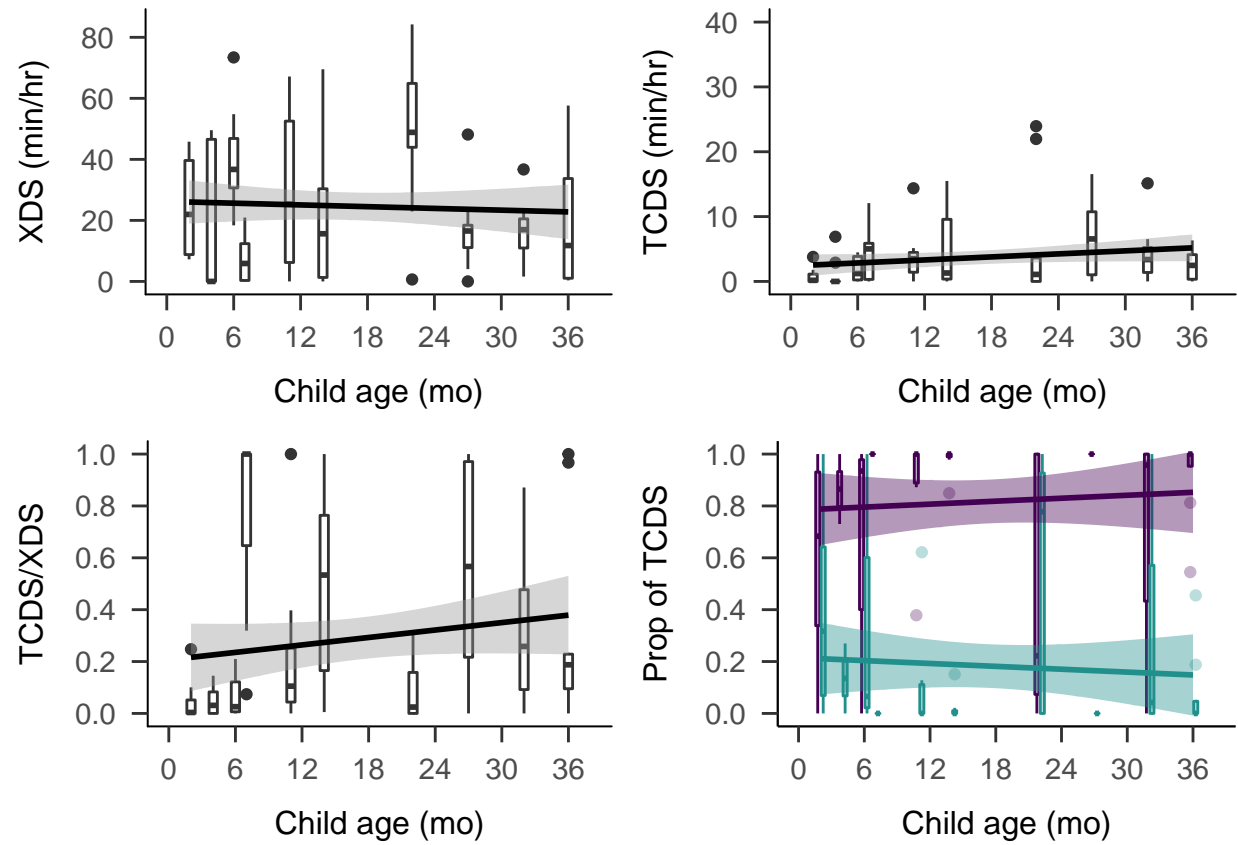 XDS (min/hr)
80
60
40
20
0
0 6 12 18 24 30 36
Child age (mo)
TCDS (min/hr)
40
30
20
10
0
0 6 12 18 24 30 36
Child age (mo)
TCDS/XDS
1.0
0.8
0.6
0.4
0.2
0.0
0 6 12 18 24 30 36
Child age (mo)
Prop of TCDS
1.0
0.8
0.6
0.4
0.2
0.0
0 6 12 18 24 30 36
Child age (mo)